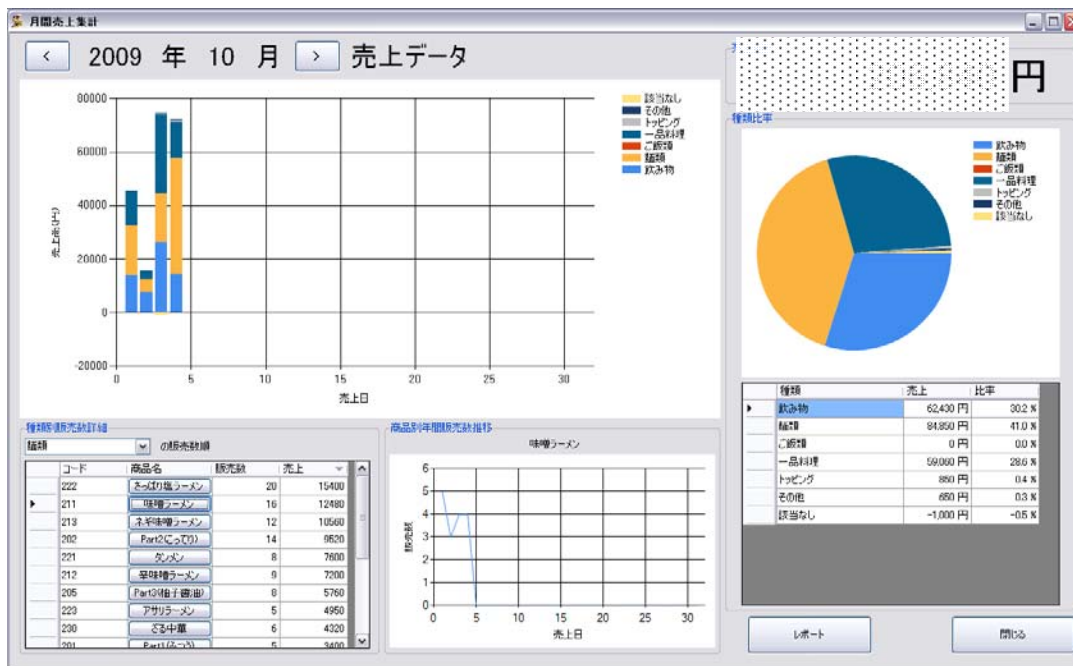 月間売上集計
< 2009 年 10 月 > 売上データ
円
80000
60000
40000
20000
0
-20000
売上高(円)
0 5 10 15 20 25 30
売上日
該当なし
その他
トッピング
一品料理
ご飯類
麺類
飲み物
種類比率
飲み物
麺類
ご飯類
一品料理
トッピング
その他
該当なし
種類 売上 比率
飲み物 62,430 円 30.2 %
麺類 84,850 円 41.0 %
ご飯類 0 円 0.0 %
一品料理 59,060 円 28.6 %
トッピング 850 円 0.4 %
その他 650 円 0.3 %
該当なし -1,000 円 -0.5 %
種類別販売数詳細
麺類 の販売数順
コード 商品名 販売数 売上
222 さっぱり塩ラーメン 20 15400
211 味噌ラーメン 16 12480
213 ネギ味噌ラーメン 12 10560
202 Part2(こってり) 14 9520
221 タンメン 8 7600
212 辛味噌ラーメン 9 7200
205 Part3(柚子醤油) 8 5760
223 アサリラーメン 5 4950
230 ざる中華 6 4320
201 Part1(ふつう) 5 3400
商品別年間販売数推移
味噌ラーメン
6
5
4
3
2
1
0
販売数
0 5 10 15 20 25 30
売上日
レポート
閉じる